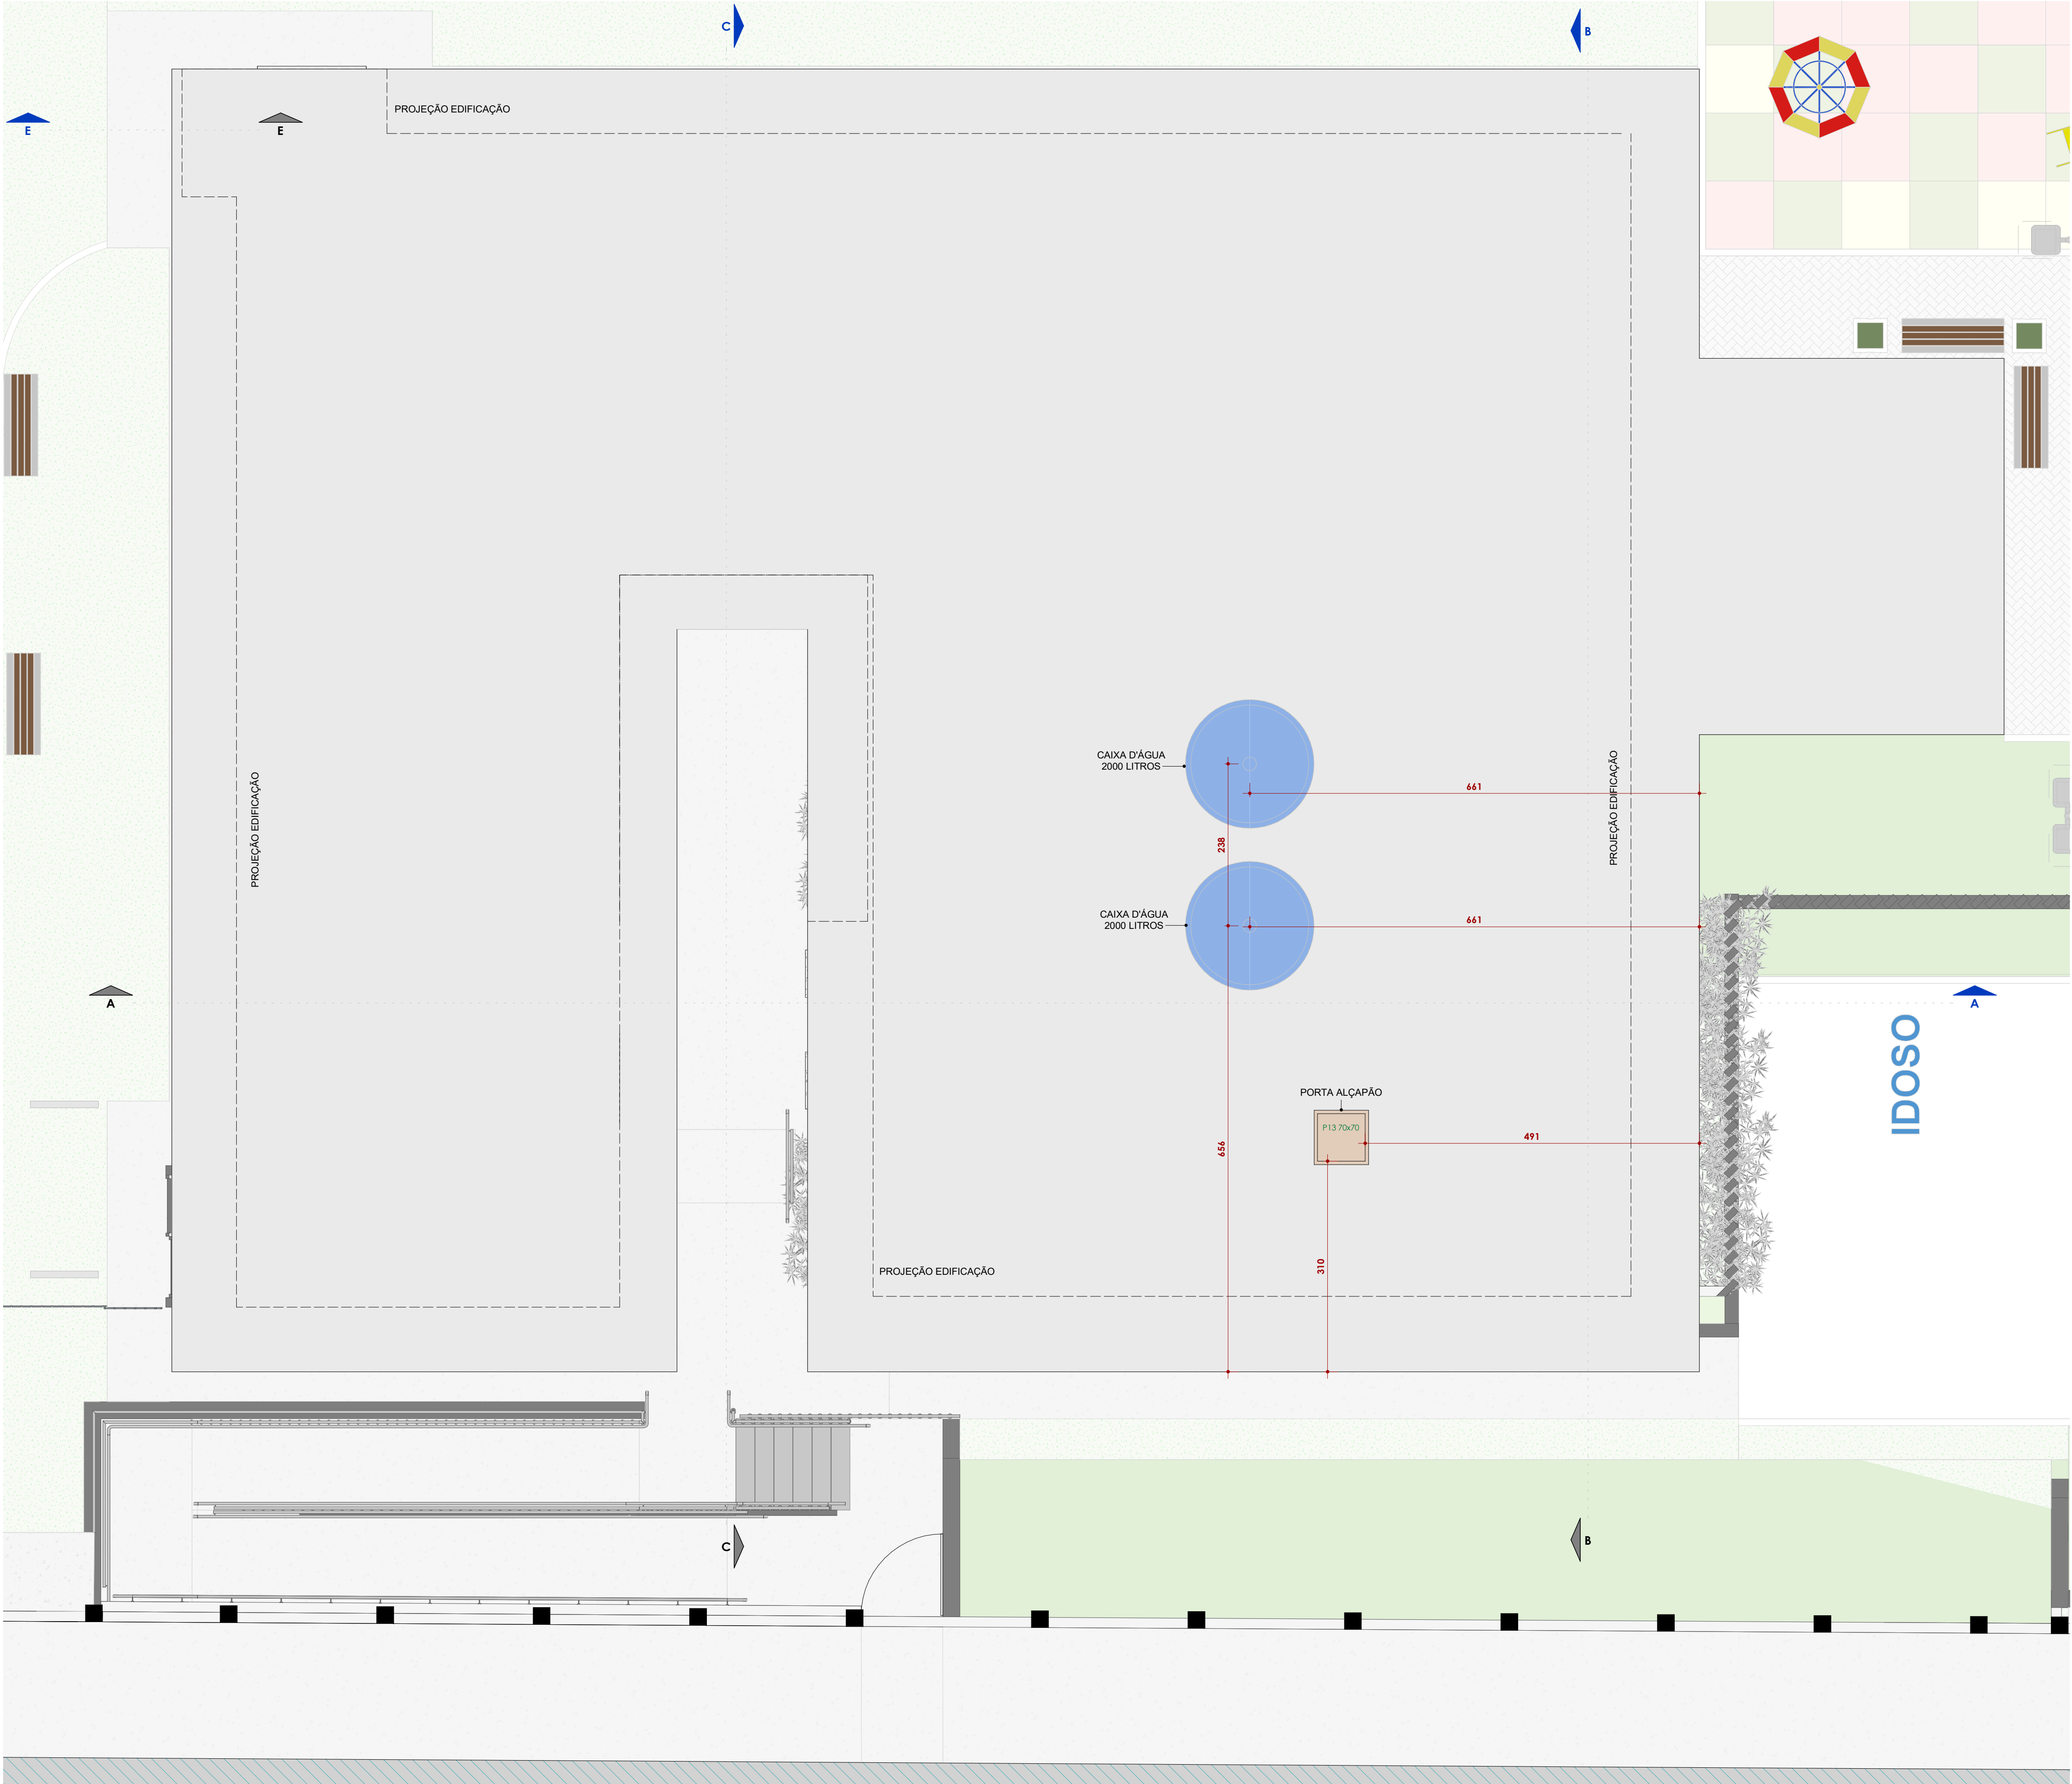 C
B
E
E
PROJEÇÃO EDIFICAÇÃO
CAIXA D'ÁGUA
2000 LITROS
661
PROJEÇÃO EDIFICAÇÃO
PROJEÇÃO EDIFICAÇÃO
238
CAIXA D'ÁGUA
2000 LITROS
661
A
A
IDOSO
PORTA ALÇAPÃO
P13 70x70
491
656
310
PROJEÇÃO EDIFICAÇÃO
C
B